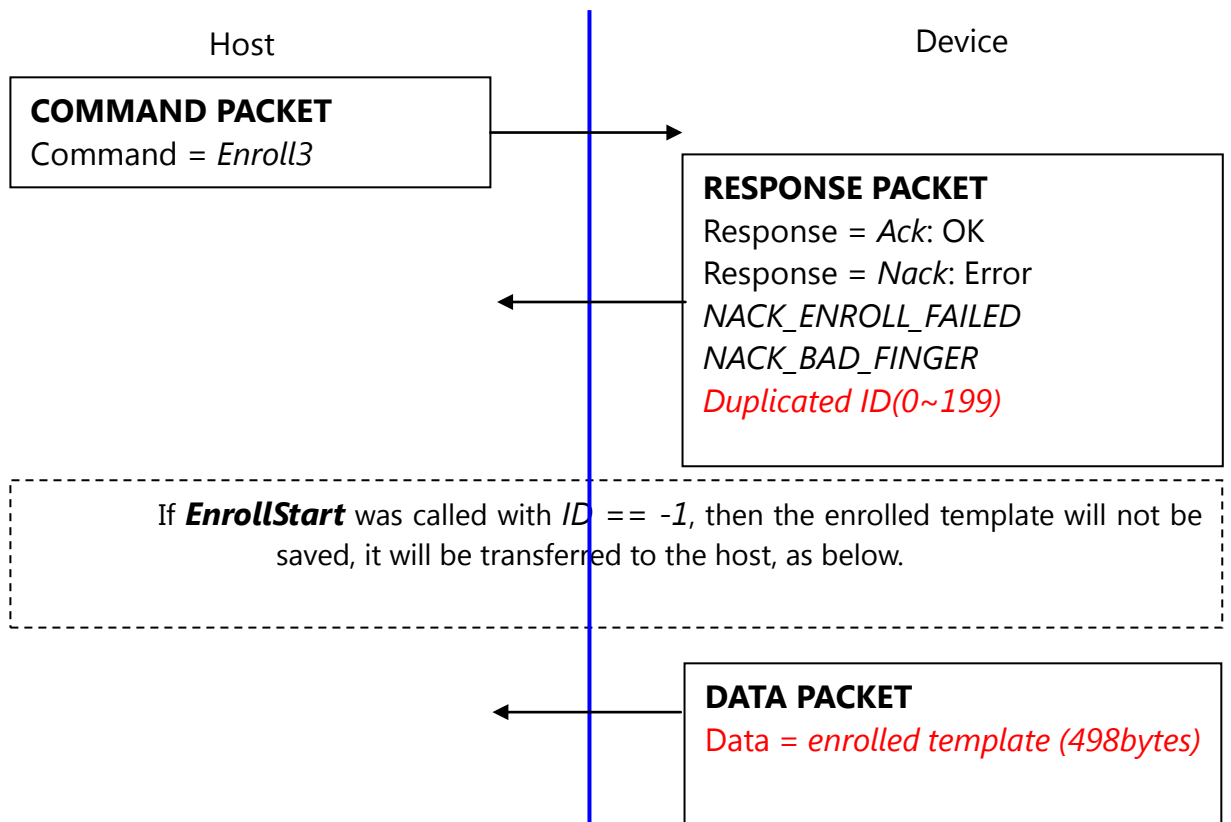 Host
Device
COMMAND PACKET
Command = Enroll3
RESPONSE PACKET
Response = Ack: OK
Response = Nack: Error
NACK_ENROLL_FAILED
NACK_BAD_FINGER
Duplicated ID(0~199)
If EnrollStart was called with ID == -1, then the enrolled template will not be
saved, it will be transferred to the host, as below.
DATA PACKET
Data = enrolled template (498bytes)